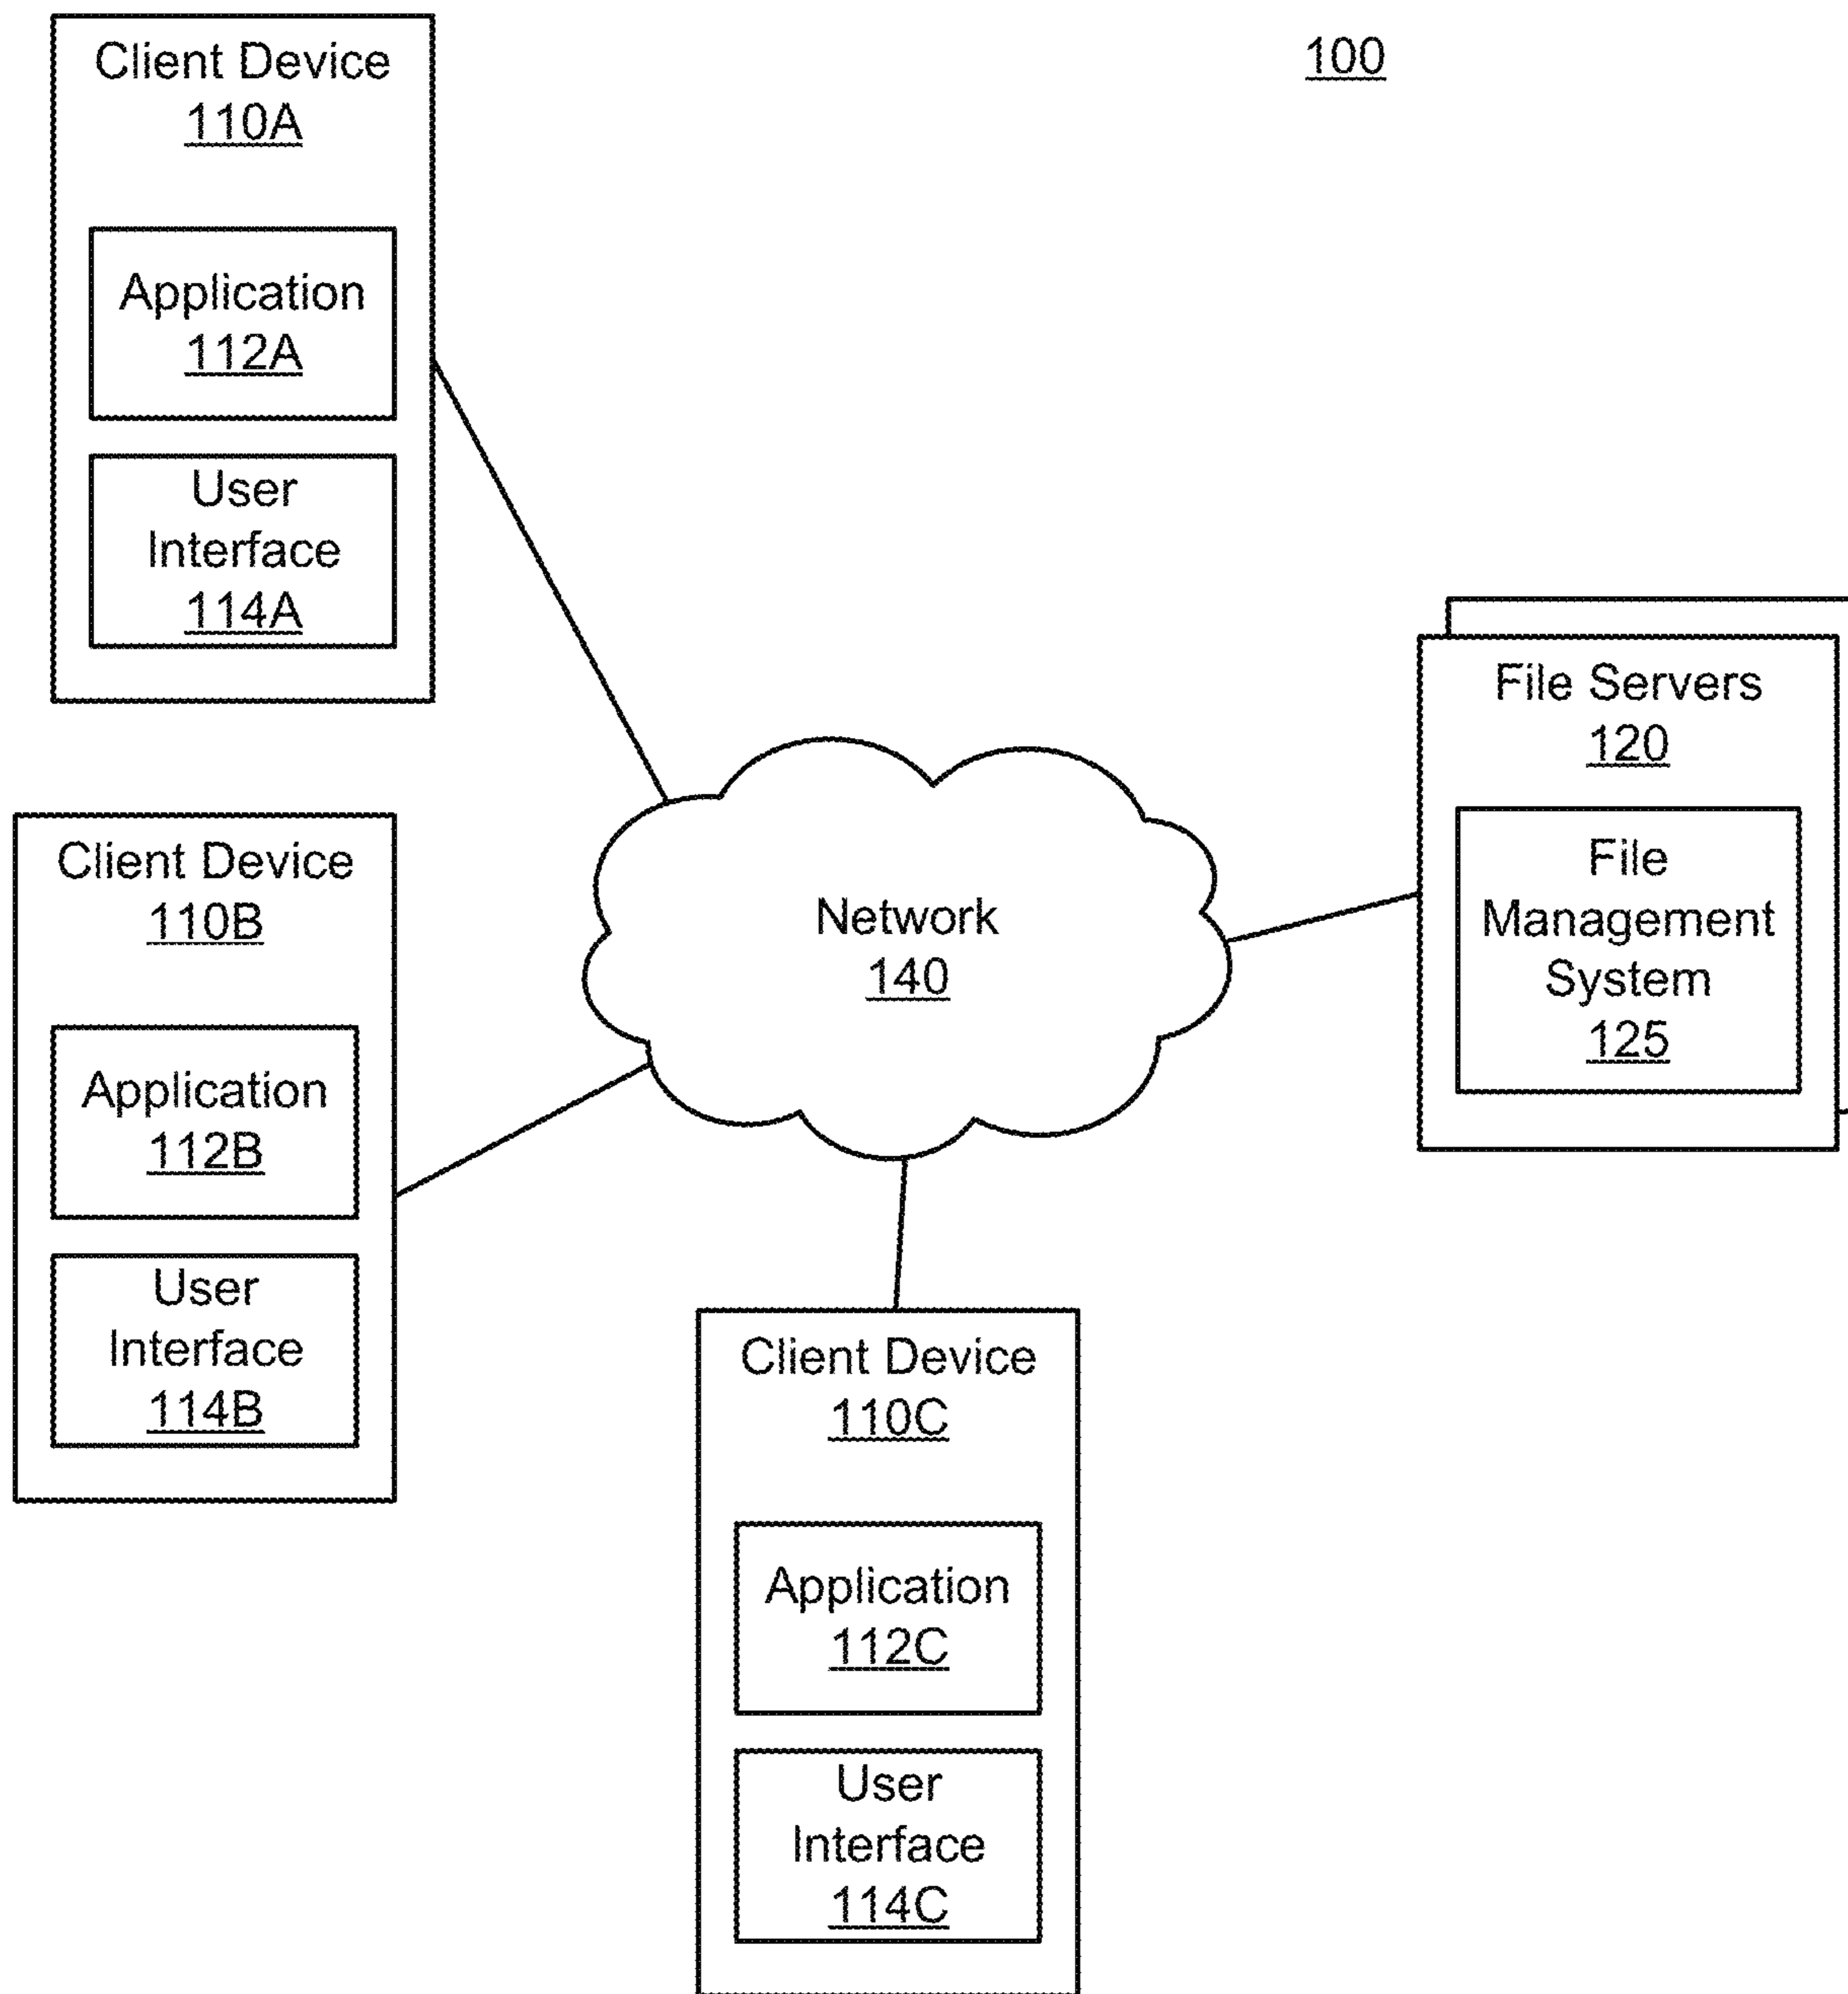 100
Client Device
110A
Application
112A
User
Interface
114A
Client Device
110B
Application
112B
User
Interface
114B
Network
140
File Servers
120
File
Management
System
125
Client Device
110C
Application
112C
User
Interface
114C